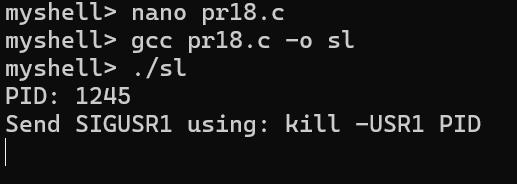 myshell> nano pr18.c
myshell> gcc pr18.c -o sl
myshell> ./sl
PID: 1245
Send SIGUSR1 using: kill -USR1 PID